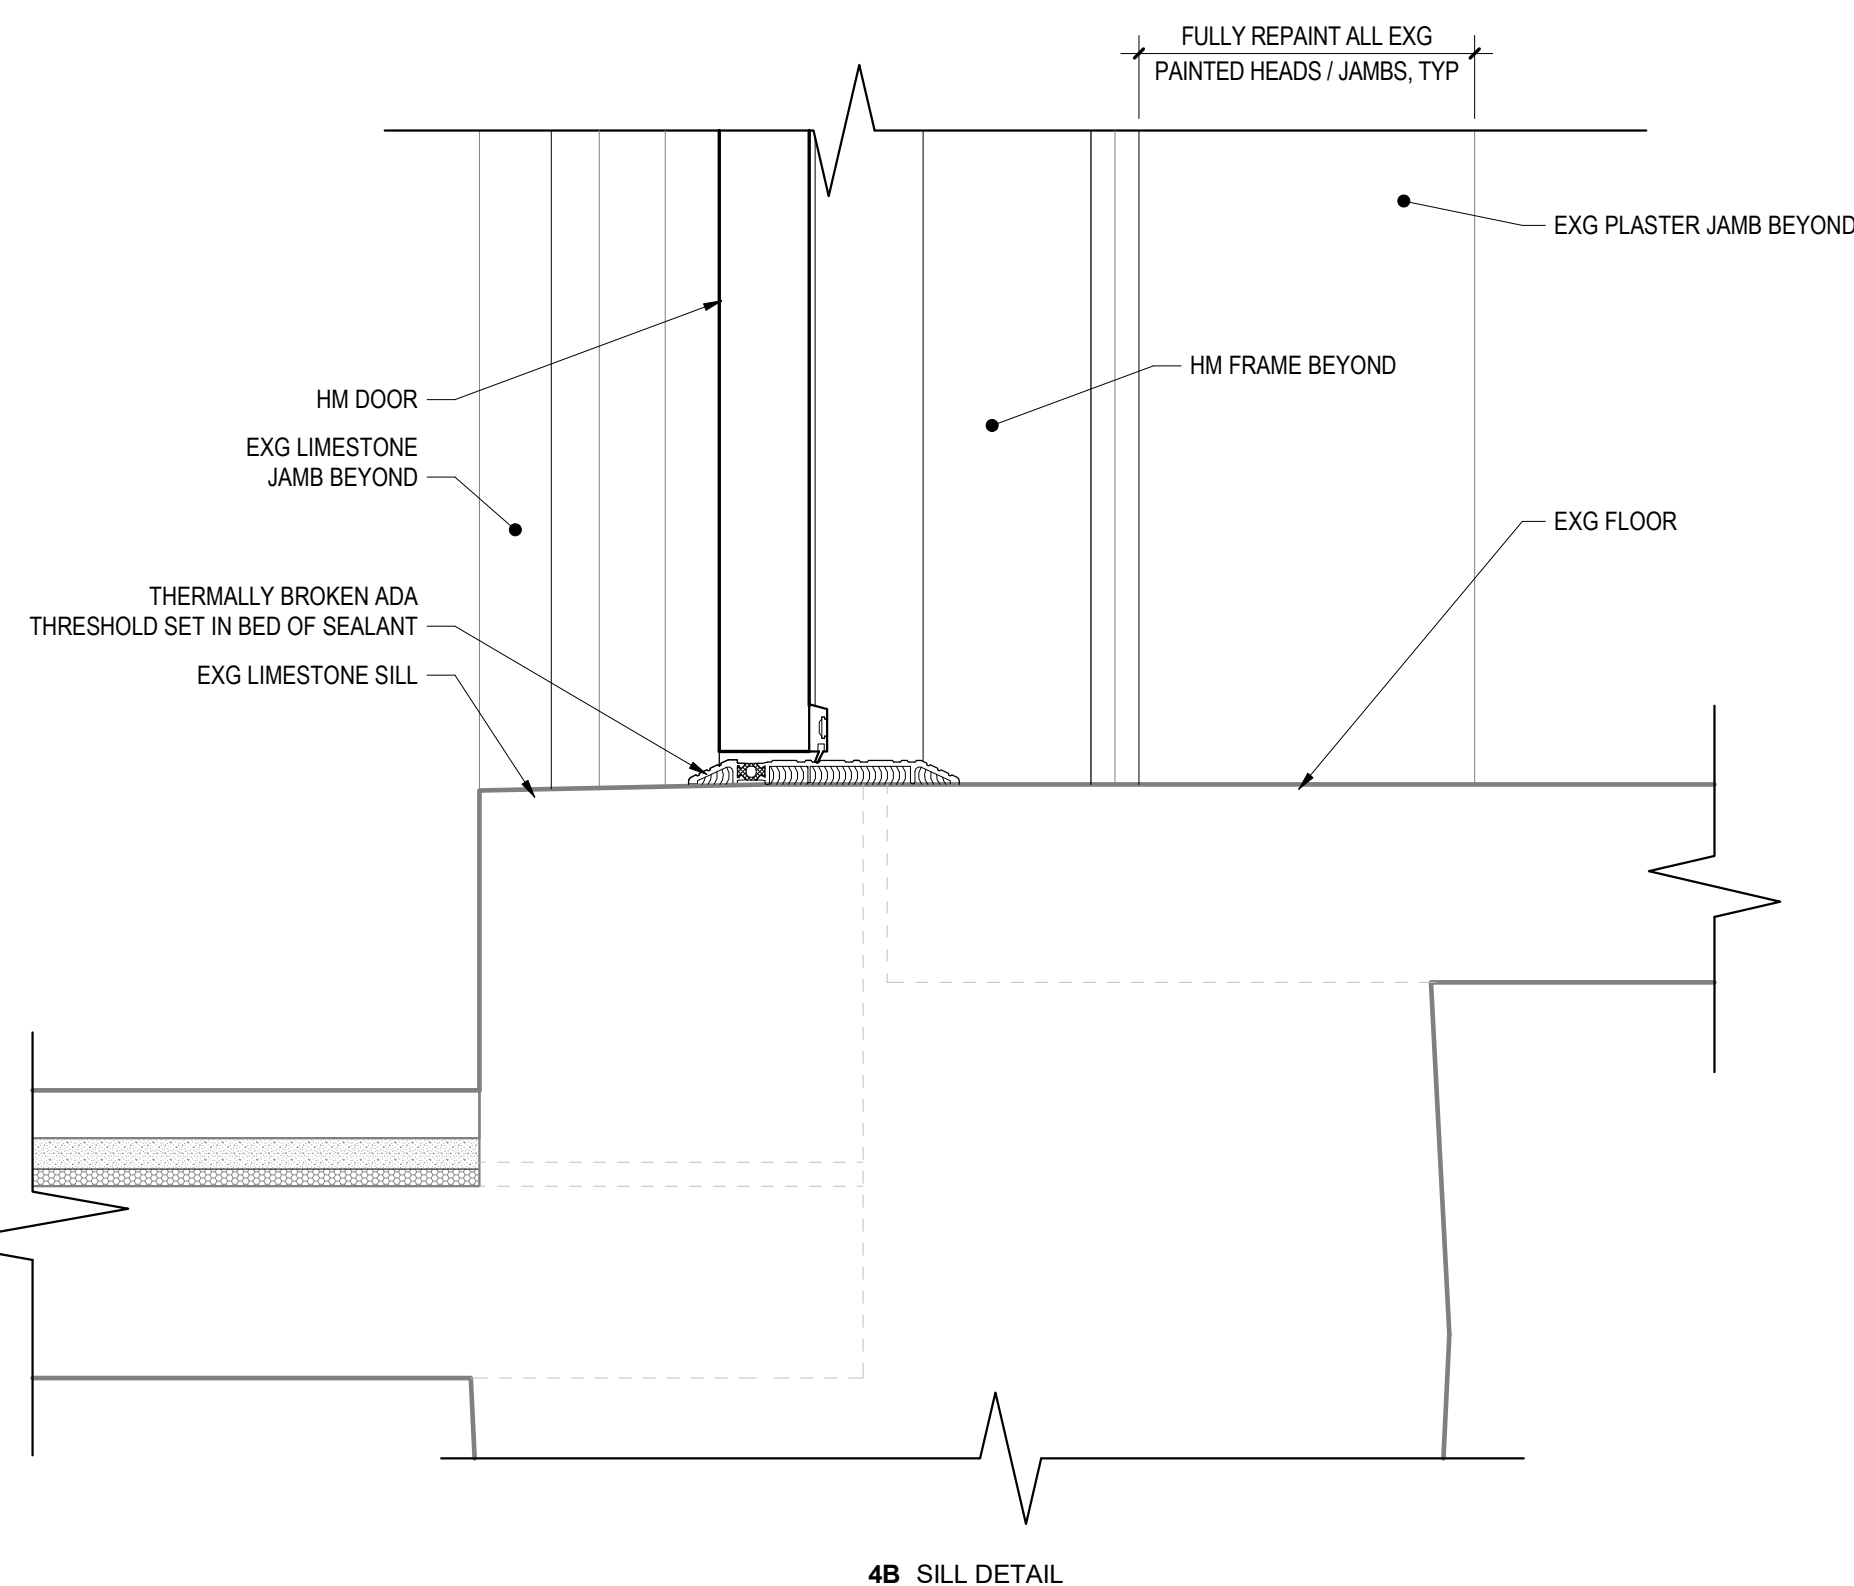 FULLY REPAINT ALL EXG
PAINTED HEADS / JAMBS, TYP
EXG PLASTER JAMB BEYOND
HM FRAME BEYOND
HM DOOR
EXG LIMESTONE
JAMB BEYOND
EXG FLOOR
THERMALLY BROKEN ADA
THRESHOLD SET IN BED OF SEALANT
EXG LIMESTONE SILL
4B SILL DETAIL